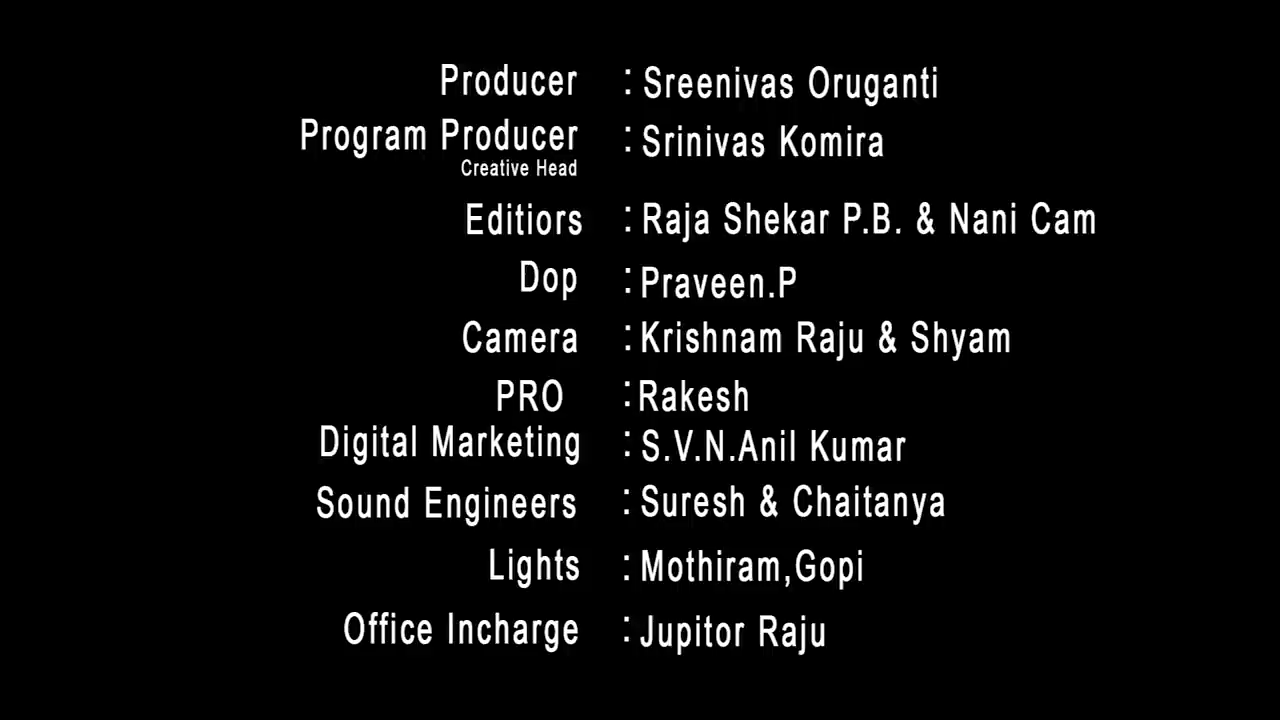 Producer : Sreenivas Oruganti
Program Producer : Srinivas Komira
Creative Head
Editiors : Raja Shekar P.B. & Nani Cam
Dop : Praveen.P
Camera : Krishnam Raju & Shyam
PRO : Rakesh
Digital Marketing : S.V.N.Anil Kumar
Sound Engineers : Suresh & Chaitanya
Lights : Mothiram,Gopi
Office Incharge : Jupitor Raju